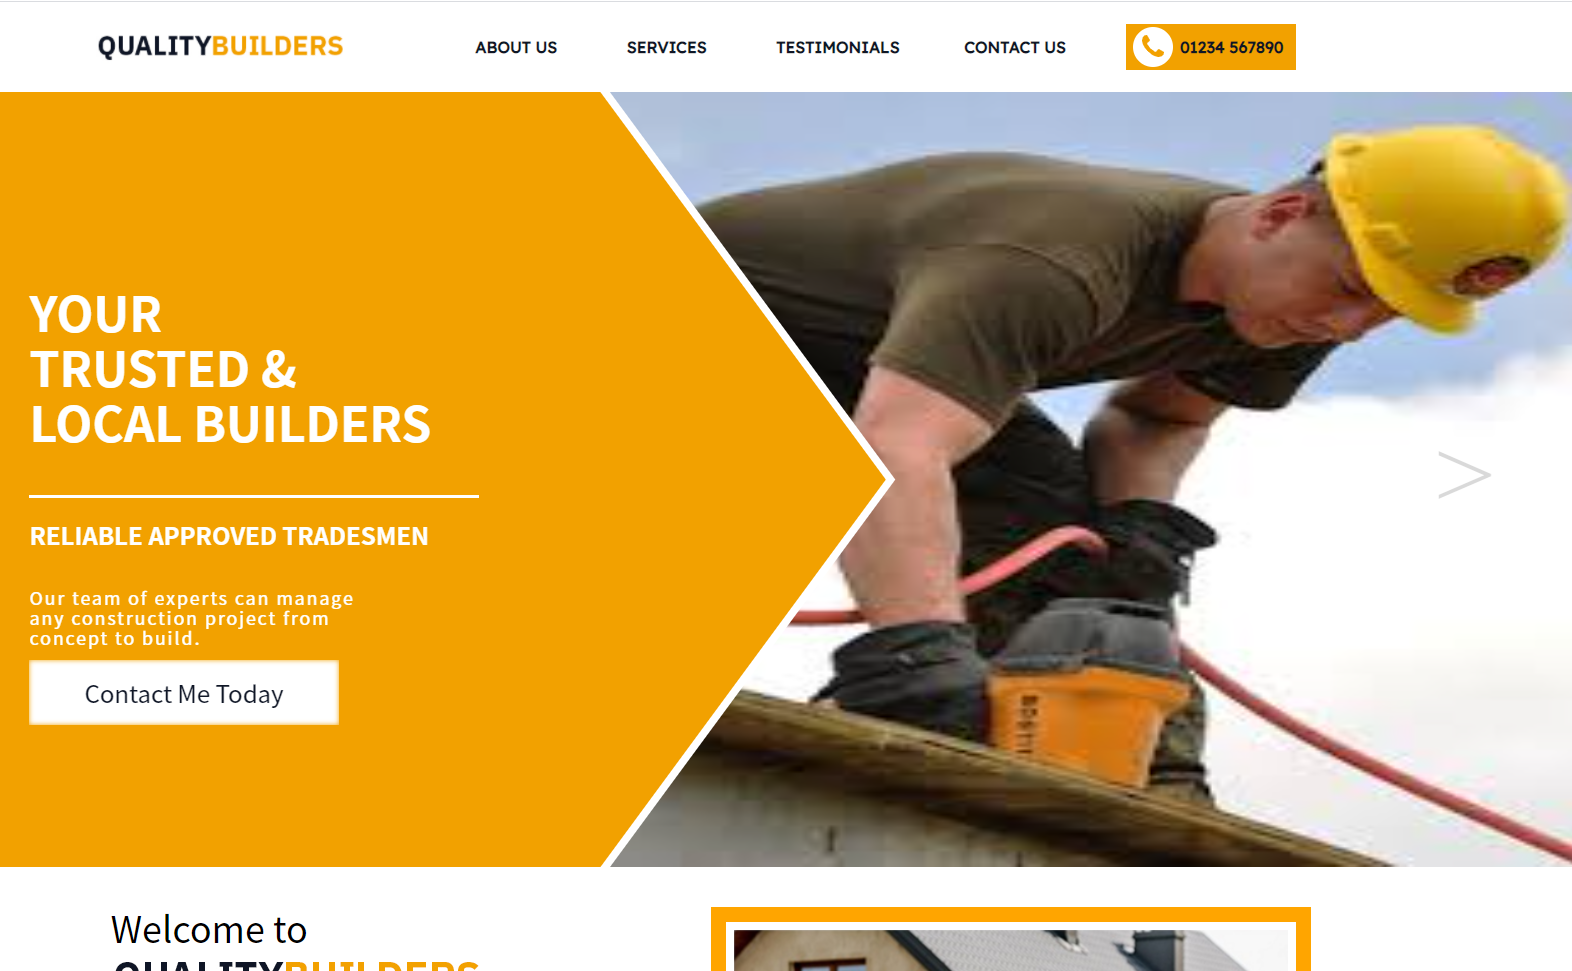 QUALITYBUILDERS
ABOUT US
SERVICES
TESTIMONIALS
CONTACT US
01234 567890
YOUR
TRUSTED &
LOCAL BUILDERS
RELIABLE APPROVED TRADESMEN
Our team of experts can manage
any construction project from
concept to build.
Contact Me Today
Welcome to
QUALITYBUILDERS